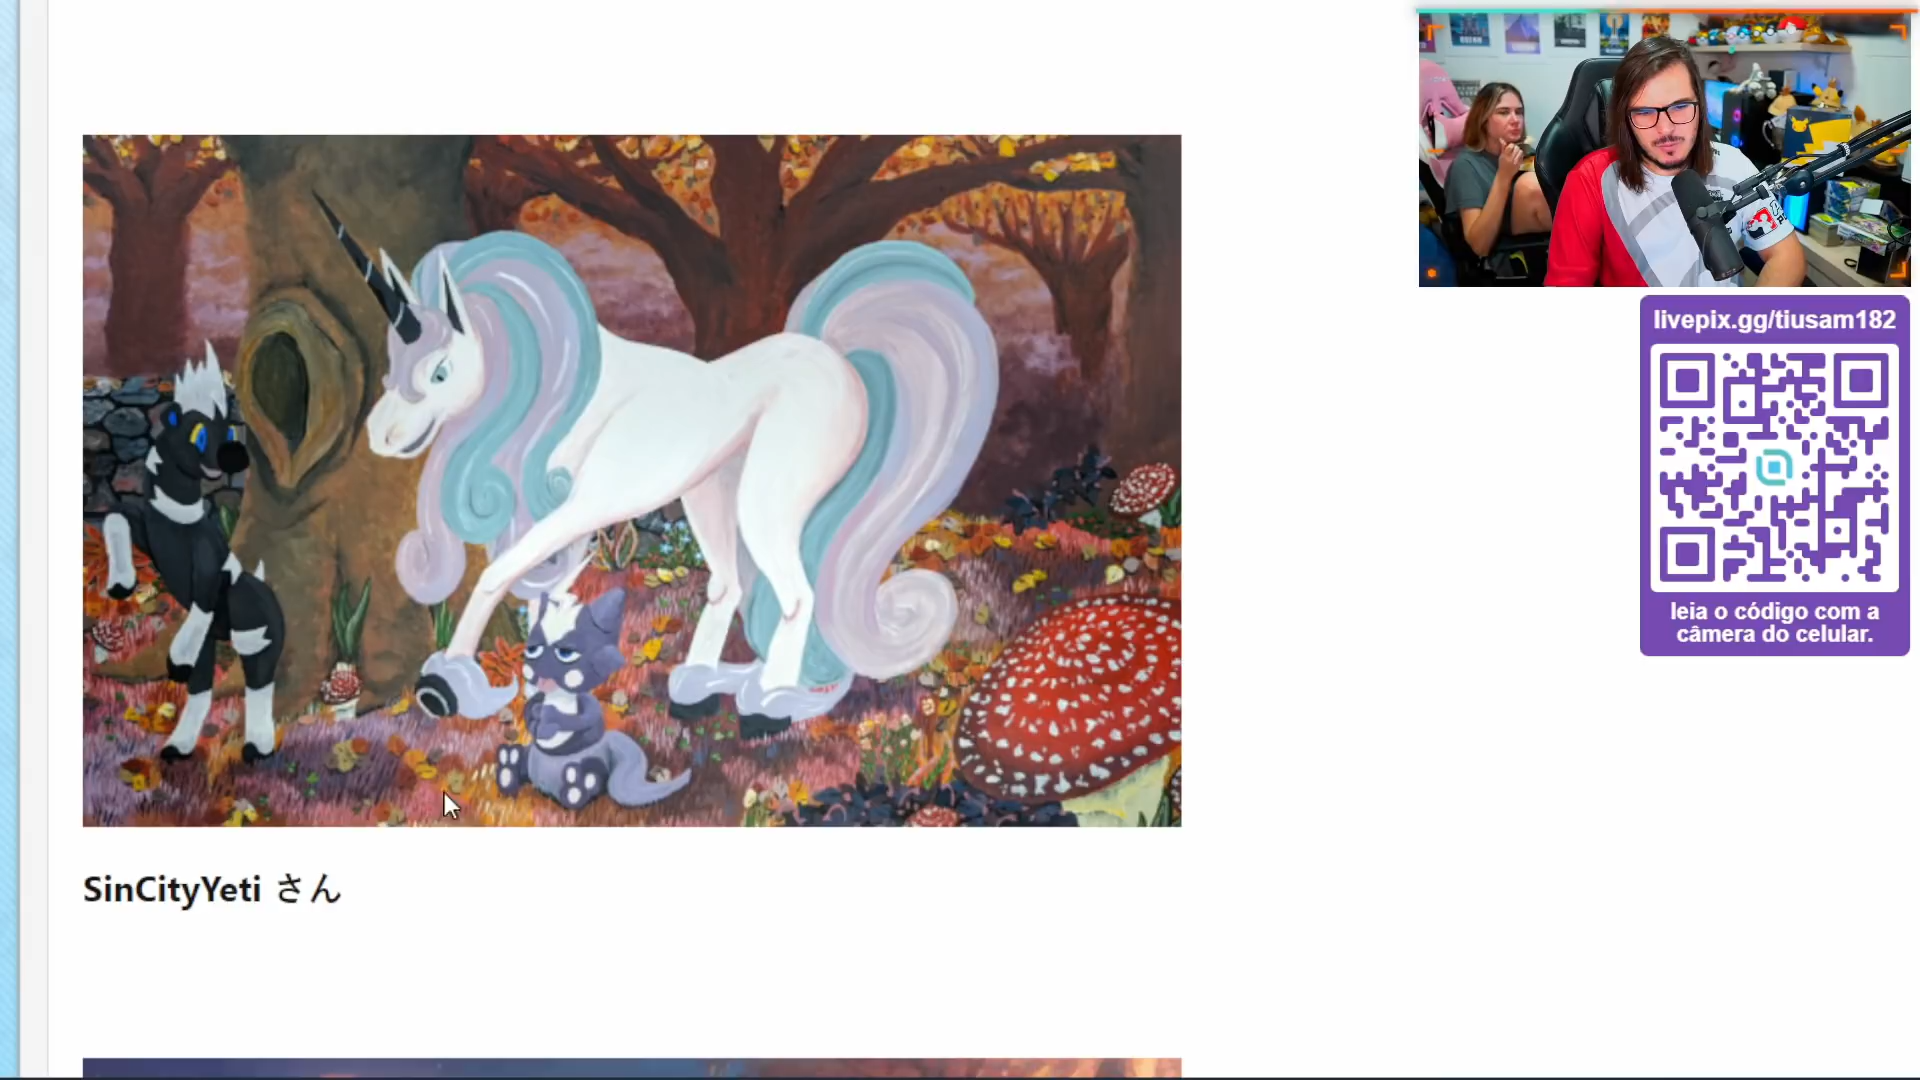 livepix.gg/tiusam182
leia o código com a
câmera do celular.
SinCityYeti さん